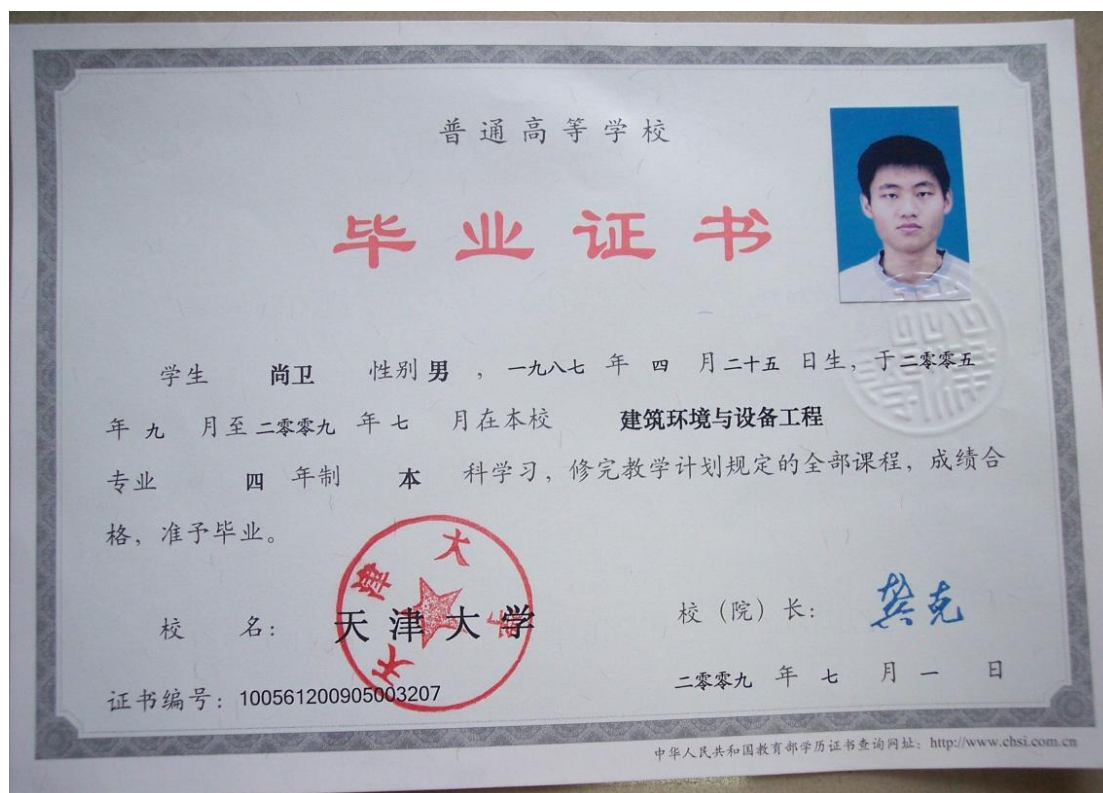 普通高等学校
毕业证书
学生 尚卫 性别 男 , 一九八七 年 四 月 二十五 日生, 于 二零零五
年 九 月至 二零零九 年 七 月在本校 建筑环境与设备工程
专业 四 年制 本 科学习, 修完教学计划规定的全部课程, 成绩合
格, 准予毕业。
天津大学
校 名: 天津大学
校（院）长: 龚克
证书编号: 100561200905003207
二零零九 年 七 月 一 日
中华人民共和国教育部学历证书查询网址: http://www.chsi.com.cn